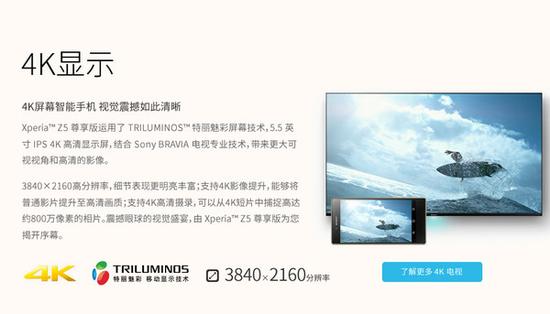 4K显示
4K屏幕智能手机 视觉震撼如此清晰
Xperia™ Z5 尊享版运用了 TRILUMINOS™ 特丽魅彩屏幕技术，5.5 英
寸 IPS 4K 高清显示屏，结合 Sony BRAVIA 电视专业技术，带来更大可
视视角和高清的影像。
3840×2160高分辨率，细节表现更明亮丰富；支持4K影像提升，能够将
普通影片提升至高清画质；支持4K高清摄录，可以从4K短片中捕捉高达
约800万像素的相片。震撼眼球的视觉盛宴，由 Xperia™ Z5 尊享版为您
揭开序幕。
4K
TRILUMINOS
特丽魅彩 移动显示技术
3840×2160分辨率
了解更多 4K 电视